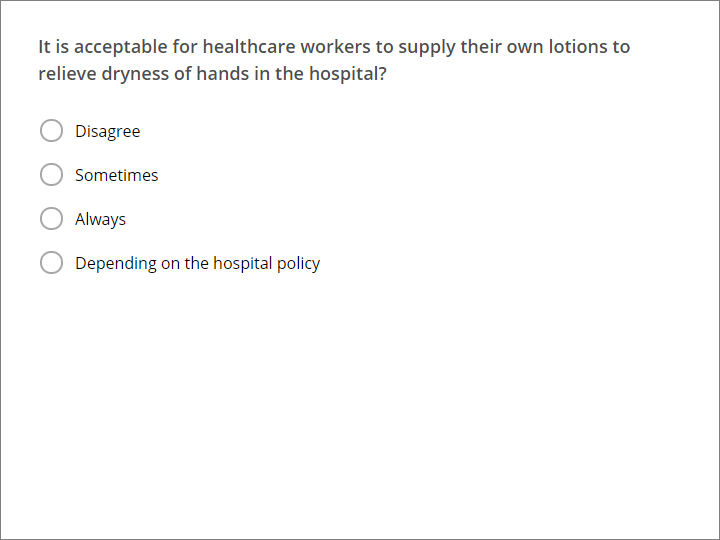 It is acceptable for healthcare workers to supply their own lotions to
relieve dryness of hands in the hospital?
Disagree
Sometimes
Always
Depending on the hospital policy